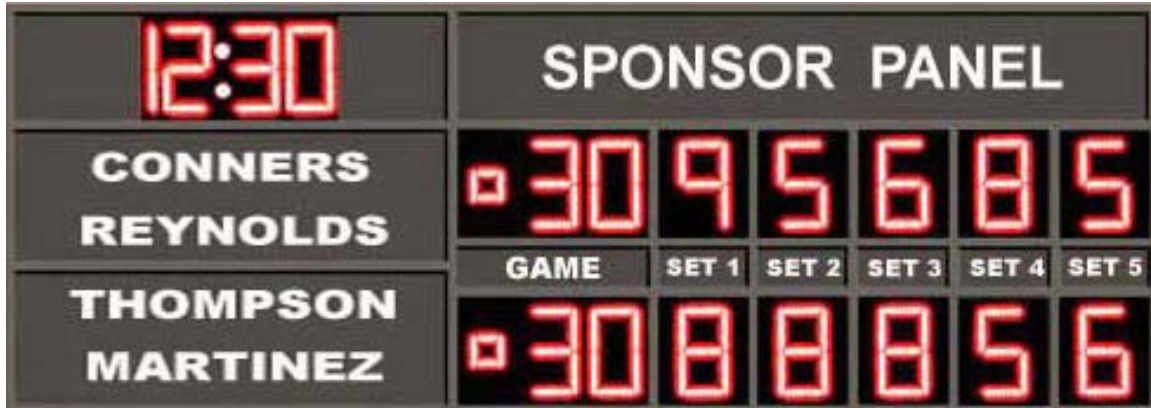 12:30 SPONSOR PANEL
CONNERS
REYNOLDS
30 9 5 6 8 5
GAME SET 1 SET 2 SET 3 SET 4 SET 5
THOMPSON
MARTINEZ
30 8 8 8 5 6